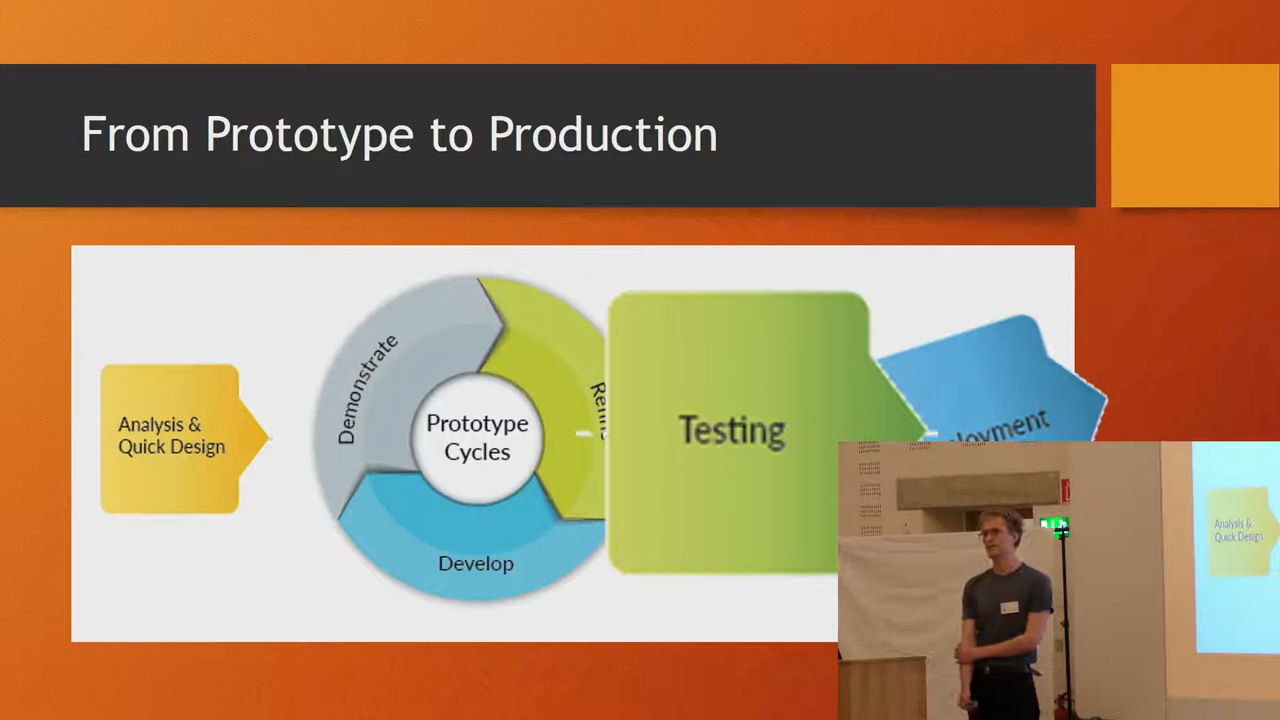 From Prototype to Production
Analysis &
Quick Design
Demonstrate
Prototype
Cycles
Develop
Testing
Analysis &
Quick Design